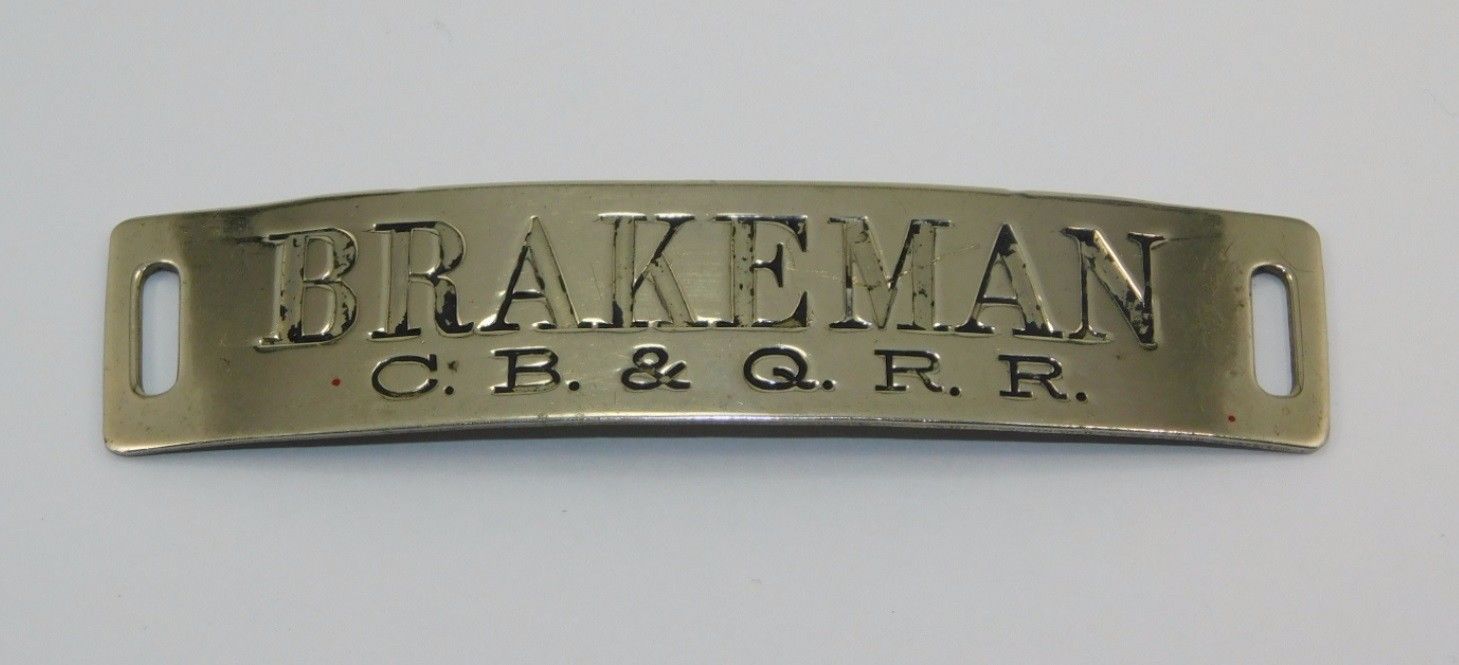 BRAKEMAN
C. B. & Q. R. R.